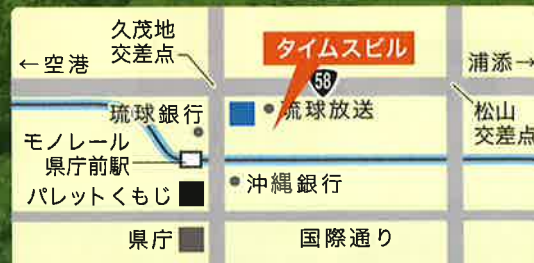 久茂地
交差点
タイムスビル
←空港
58
浦添→
琉球銀行
琉球放送
松山
交差点
モノレール
県庁前駅
沖縄銀行
パレットくもじ
県庁
国際通り